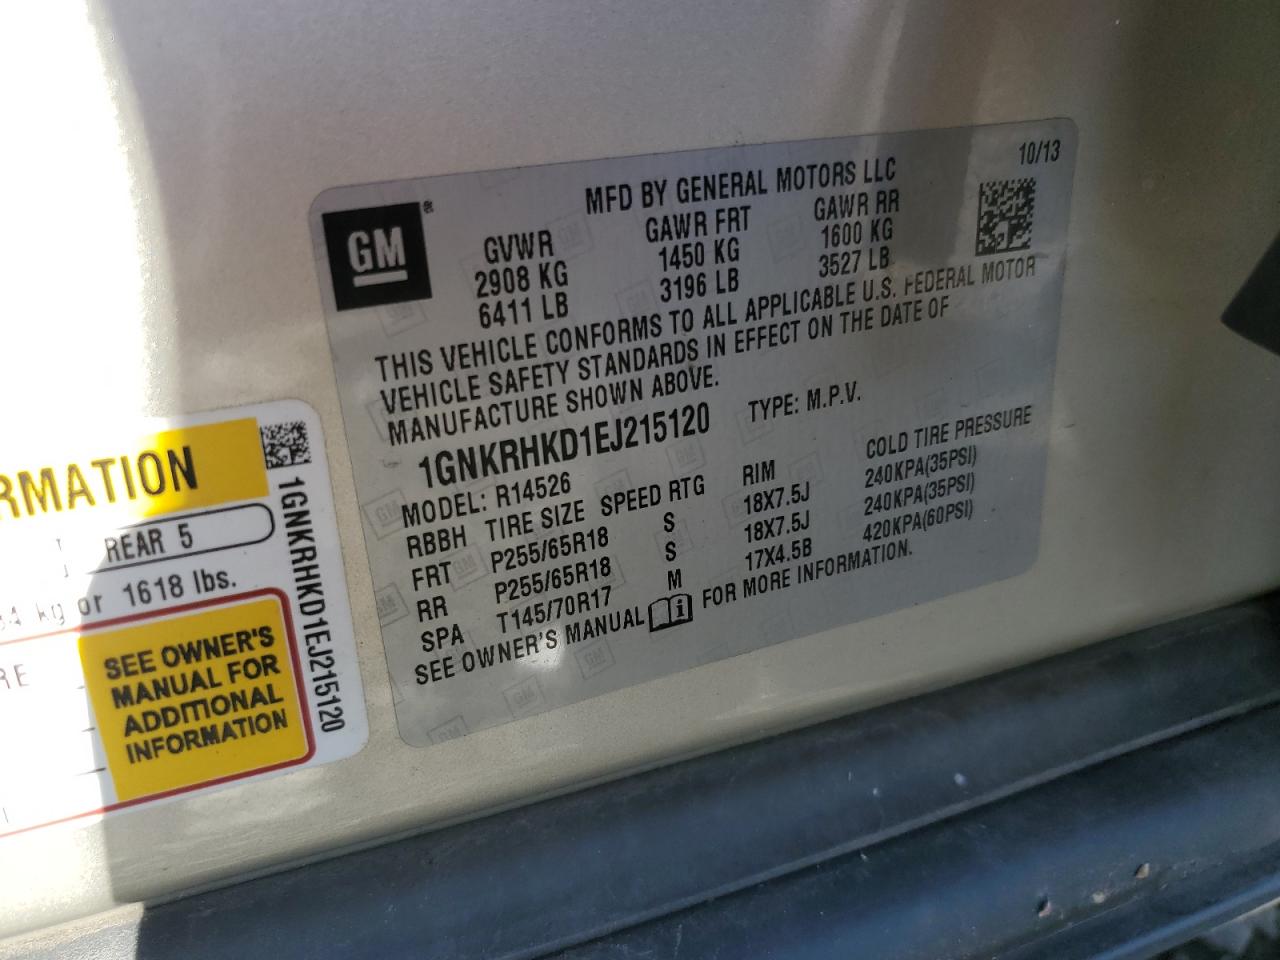 10/13
MFD BY GENERAL MOTORS LLC
GM®
GVWR GAWR FRT GAWR RR
2908 KG 1450 KG 1600 KG
6411 LB 3196 LB 3527 LB
THIS VEHICLE CONFORMS TO ALL APPLICABLE U.S. FEDERAL MOTOR
VEHICLE SAFETY STANDARDS IN EFFECT ON THE DATE OF
MANUFACTURE SHOWN ABOVE.
1GNKRHKD1EJ215120 TYPE: M.P.V.
MODEL: R14526
RBBH TIRE SIZE SPEED RTG RIM COLD TIRE PRESSURE
FRT P255/65R18 S 18X7.5J 240KPA(35PSI)
RR P255/65R18 S 18X7.5J 240KPA(35PSI)
SPA T145/70R17 M 17X4.5B 420KPA(60PSI)
SEE OWNER'S MANUAL FOR MORE INFORMATION.
RMATION
REAR 5
kg or 1618 lbs.
RE
SEE OWNER'S
MANUAL FOR
ADDITIONAL
INFORMATION
1GNKRHKD1EJ215120